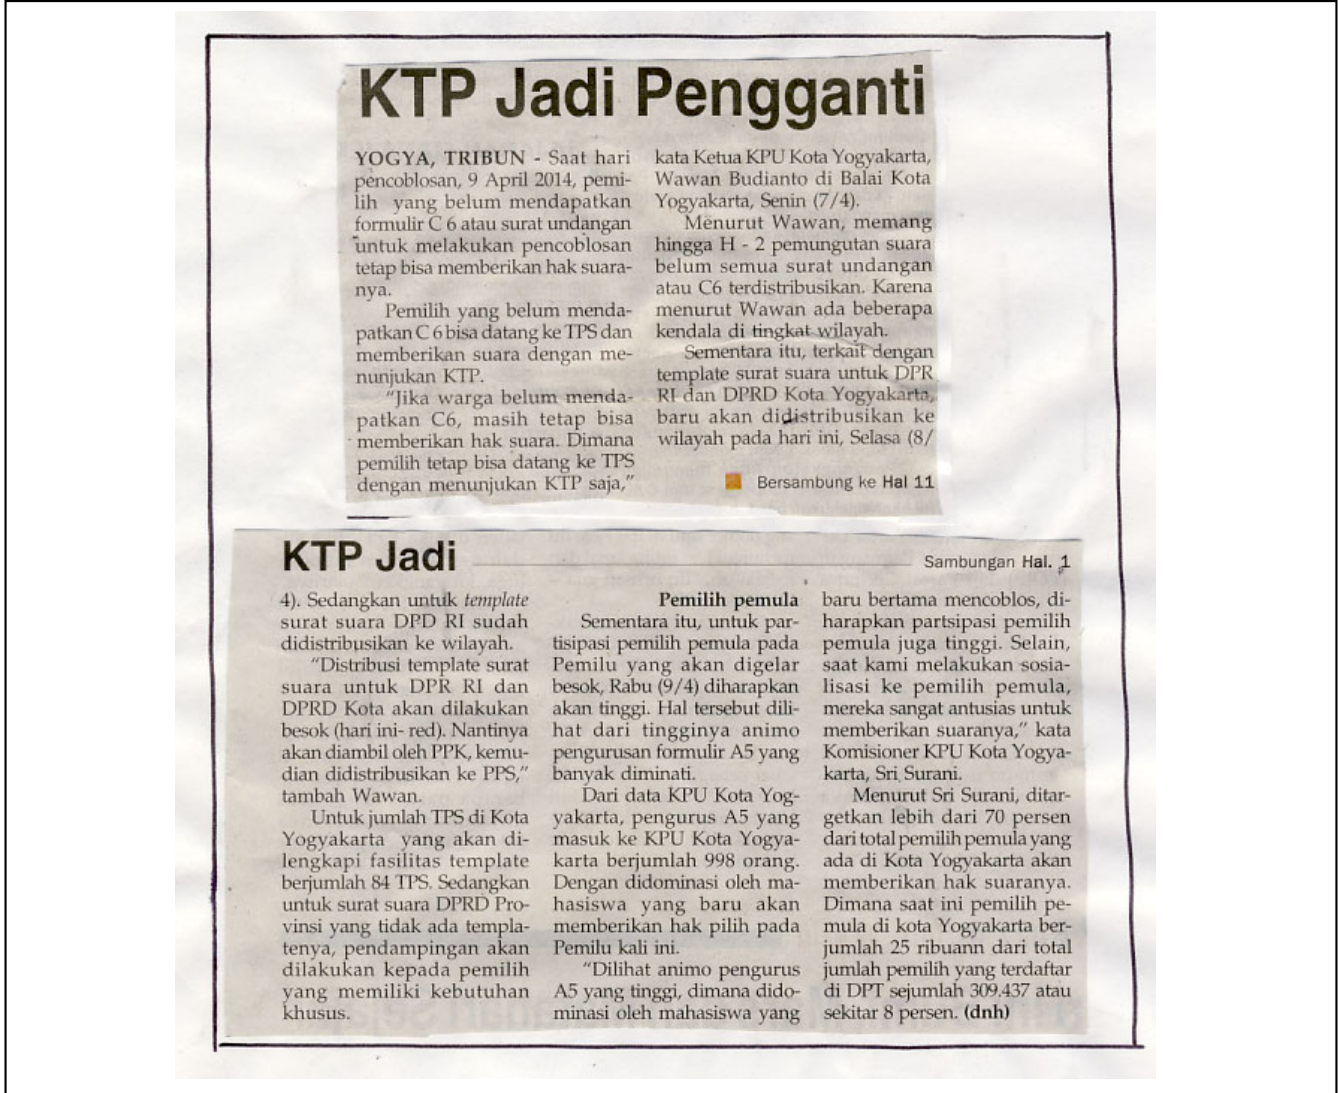 KTP Jadi Pengganti
YOGYA, TRIBUN - Saat hari
pencoblosan, 9 April 2014, pemi-
lih yang belum mendapatkan
formulir C 6 atau surat undangan
untuk melakukan pencoblosan
tetap bisa memberikan hak suara-
nya.
Pemilih yang belum menda-
patkan C 6 bisa datang ke TPS dan
memberikan suara dengan me-
nunjukan KTP.
"Jika warga belum menda-
patkan C6, masih tetap bisa
memberikan hak suara. Dimana
pemilih tetap bisa datang ke TPS
dengan menunjukan KTP saja,"
kata Ketua KPU Kota Yogyakarta,
Wawan Budianto di Balai Kota
Yogyakarta, Senin (7/4).
Menurut Wawan, memang
hingga H - 2 pemungutan suara
belum semua surat undangan
atau C6 terdistribusikan. Karena
menurut Wawan ada beberapa
kendala di tingkat wilayah.
Sementara itu, terkait dengan
template surat suara untuk DPR
RI dan DPRD Kota Yogyakarta,
baru akan didistribusikan ke
wilayah pada hari ini, Selasa (8/
Bersambung ke Hal 11
KTP Jadi
Sambungan Hal. 1
4). Sedangkan untuk template
surat suara DPD RI sudah
didistribusikan ke wilayah.
"Distribusi template surat
suara untuk DPR RI dan
DPRD Kota akan dilakukan
besok (hari ini- red). Nantinya
akan diambil oleh PPK, kemu-
dian didistribusikan ke PPS,"
tambah Wawan.
Untuk jumlah TPS di Kota
Yogyakarta yang akan di-
lengkapi fasilitas template
berjumlah 84 TPS. Sedangkan
untuk surat suara DPRD Pro-
vinsi yang tidak ada templa-
tenya, pendampingan akan
dilakukan kepada pemilih
yang memiliki kebutuhan
khusus.
Pemilih pemula
Sementara itu, untuk par-
tisipasi pemilih pemula pada
Pemilu yang akan digelar
besok, Rabu (9/4) diharapkan
akan tinggi. Hal tersebut dili-
hat dari tingginya animo
pengurusan formulir A5 yang
banyak diminati.
Dari data KPU Kota Yog-
yakarta, pengurus A5 yang
masuk ke KPU Kota Yogya-
karta berjumlah 998 orang.
Dengan didominasi oleh ma-
hasiswa yang baru akan
memberikan hak pilih pada
Pemilu kali ini.
"Dilihat animo pengurus
A5 yang tinggi, dimana dido-
minasi oleh mahasiswa yang
baru bertama mencoblos, di-
harapkan partsipasi pemilih
pemula juga tinggi. Selain,
saat kami melakukan sosia-
lisasi ke pemilih pemula,
mereka sangat antusias untuk
memberikan suaranya," kata
Komisioner KPU Kota Yogya-
karta, Sri Surani.
Menurut Sri Surani, ditar-
getkan lebih dari 70 persen
dari total pemilih pemula yang
ada di Kota Yogyakarta akan
memberikan hak suaranya.
Dimana saat ini pemilih pe-
mula di kota Yogyakarta ber-
jumlah 25 ribuann dari total
jumlah pemilih yang terdaftar
di DPT sejumlah 309.437 atau
sekitar 8 persen. (dnh)